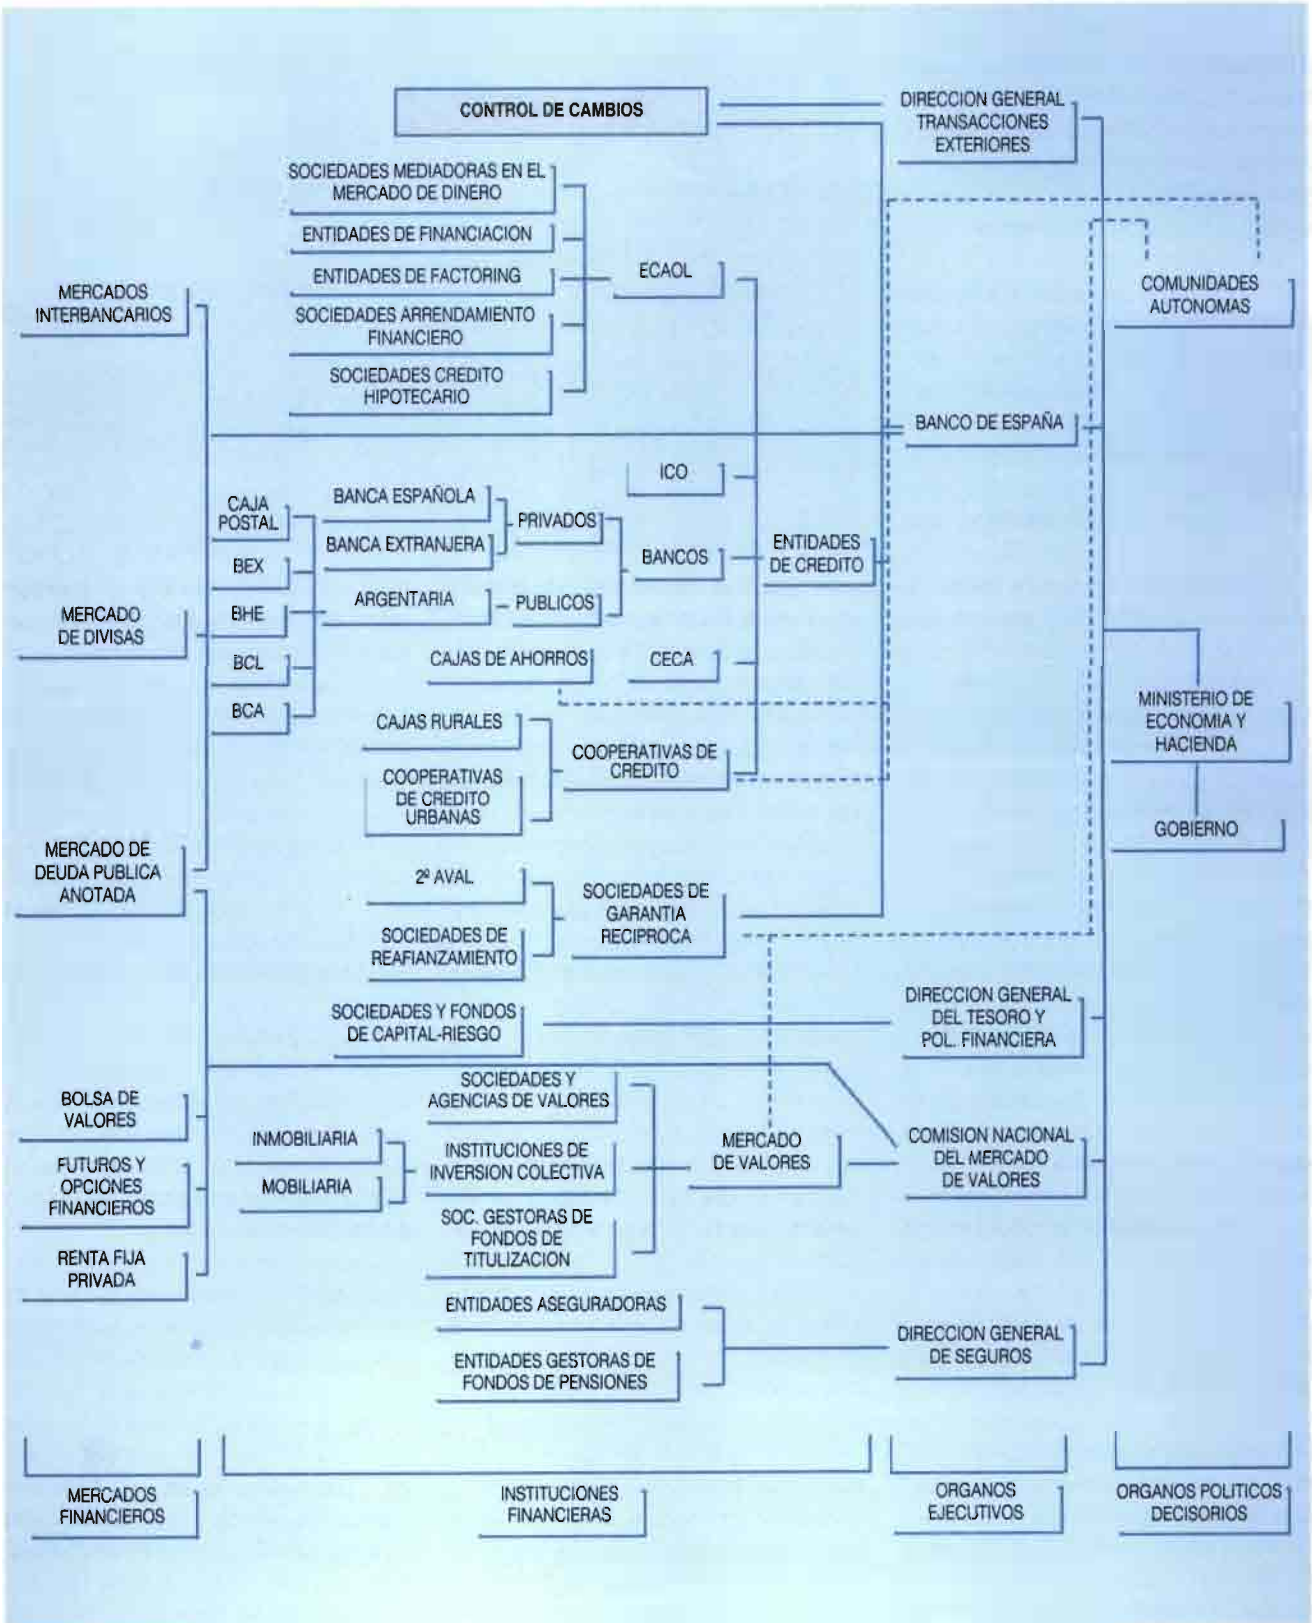 CONTROL DE CAMBIOS
DIRECCION GENERAL
TRANSACCIONES
EXTERIORES
SOCIEDADES MEDIADORAS EN EL
MERCADO DE DINERO
ENTIDADES DE FINANCIACION
ENTIDADES DE FACTORING
SOCIEDADES ARRENDAMIENTO
FINANCIERO
SOCIEDADES CREDITO
HIPOTECARIO
ECAOL
MERCADOS
INTERBANCARIOS
COMUNIDADES
AUTONOMAS
BANCO DE ESPAÑA
ICO
CAJA
POSTAL
BEX
BHE
BCL
BCA
BANCA ESPAÑOLA
BANCA EXTRANJERA
ARGENTARIA
PRIVADOS
PUBLICOS
BANCOS
ENTIDADES
DE CREDITO
MERCADO
DE DIVISAS
CAJAS DE AHORROS
CECA
CAJAS RURALES
COOPERATIVAS
DE CREDITO
URBANAS
COOPERATIVAS DE
CREDITO
MINISTERIO DE
ECONOMIA Y
HACIENDA
GOBIERNO
MERCADO DE
DEUDA PUBLICA
ANOTADA
2º AVAL
SOCIEDADES DE
REAFIANZAMIENTO
SOCIEDADES DE
GARANTIA
RECIPROCA
SOCIEDADES Y FONDOS
DE CAPITAL-RIESGO
DIRECCION GENERAL
DEL TESORO Y
POL. FINANCIERA
BOLSA DE
VALORES
FUTUROS Y
OPCIONES
FINANCIEROS
RENTA FIJA
PRIVADA
INMOBILIARIA
MOBILIARIA
SOCIEDADES Y
AGENCIAS DE VALORES
INSTITUCIONES DE
INVERSION COLECTIVA
SOC. GESTORAS DE
FONDOS DE
TITULIZACION
MERCADO
DE VALORES
COMISION NACIONAL
DEL MERCADO
DE VALORES
ENTIDADES ASEGURADORAS
ENTIDADES GESTORAS DE
FONDOS DE PENSIONES
DIRECCION GENERAL
DE SEGUROS
MERCADOS
FINANCIEROS
INSTITUCIONES
FINANCIERAS
ORGANOS
EJECUTIVOS
ORGANOS POLITICOS
DECISORIOS